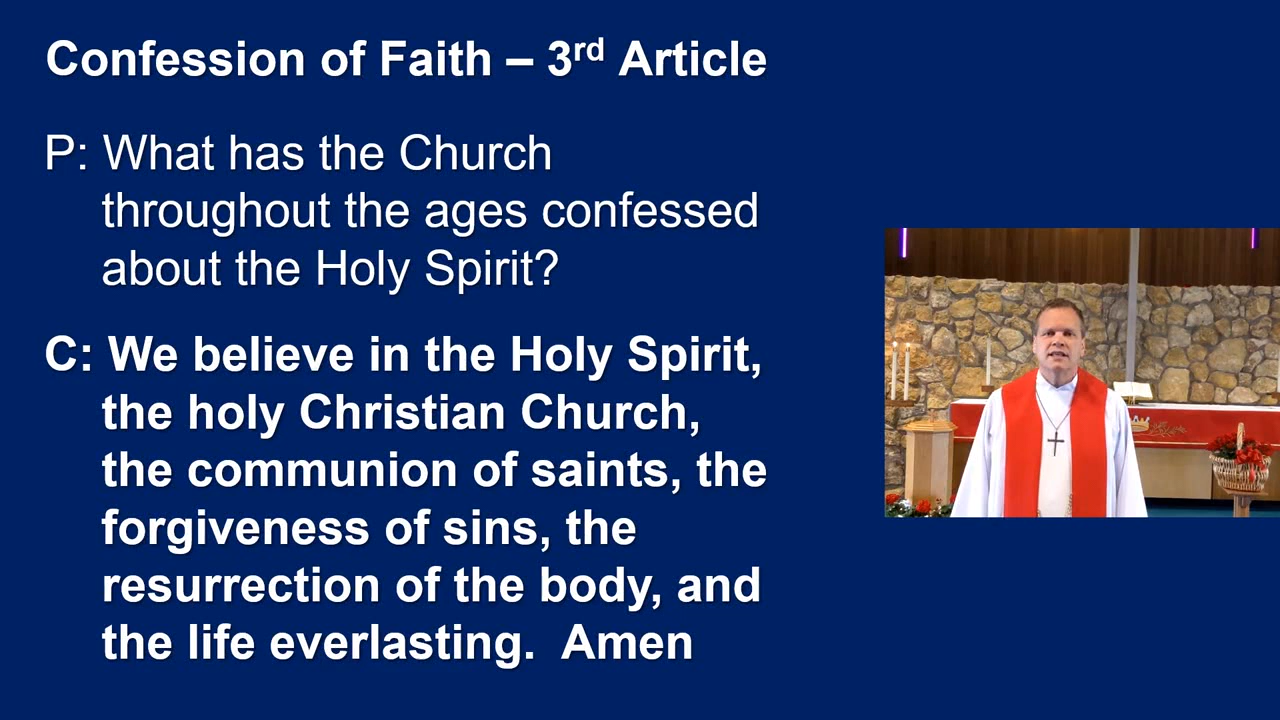 Confession of Faith – 3rd Article
P: What has the Church
throughout the ages confessed
about the Holy Spirit?
C: We believe in the Holy Spirit,
the holy Christian Church,
the communion of saints, the
forgiveness of sins, the
resurrection of the body, and
the life everlasting.  Amen